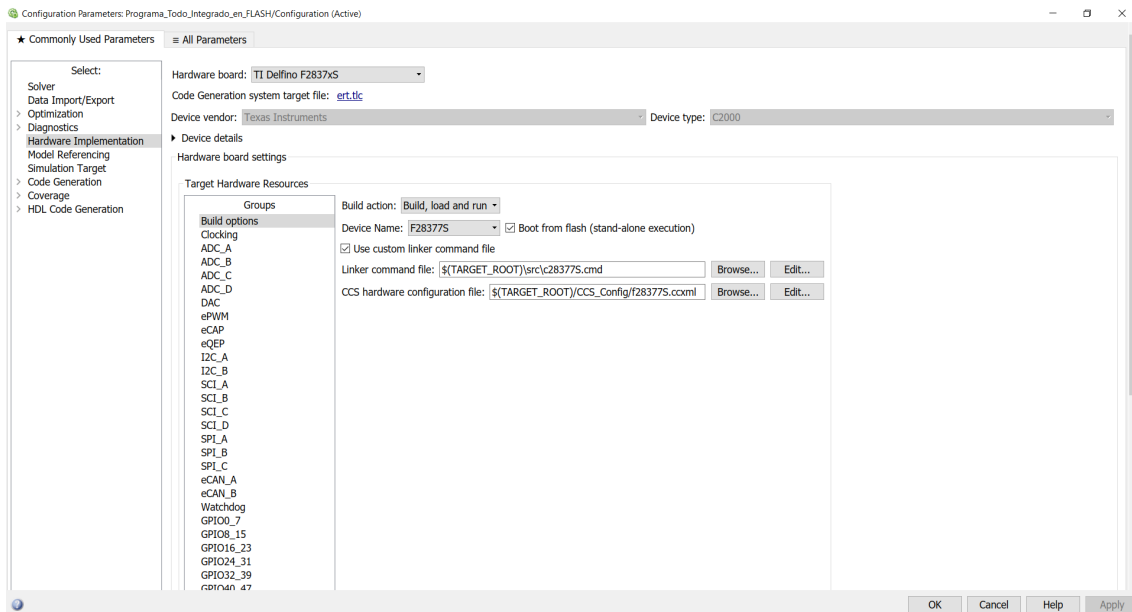 Configuration Parameters: Programa_Todo_Integrado_en_FLASH/Configuration (Active)
★ Commonly Used Parameters
≡ All Parameters
Select:
Solver
Data Import/Export
> Optimization
> Diagnostics
Hardware Implementation
Model Referencing
Simulation Target
> Code Generation
> Coverage
> HDL Code Generation
Hardware board: TI Delfino F2837xS
Code Generation system target file: ert.tlc
Device vendor: Texas Instruments Device type: C2000
Device details
Hardware board settings
Target Hardware Resources
Groups
Build options
Clocking
ADC_A
ADC_B
ADC_C
ADC_D
DAC
ePWM
eCAP
eQEP
I2C_A
I2C_B
SCI_A
SCI_B
SCI_C
SCI_D
SPI_A
SPI_B
SPI_C
eCAN_A
eCAN_B
Watchdog
GPIO0_7
GPIO8_15
GPIO16_23
GPIO24_31
GPIO32_39
GPIO40_47
Build action: Build, load and run
Device Name: F28377S Boot from flash (stand-alone execution)
Use custom linker command file
Linker command file: $(TARGET_ROOT)\src\c28377S.cmd Browse... Edit...
CCS hardware configuration file: $(TARGET_ROOT)/CCS_Config/f28377S.ccxml Browse... Edit...
OK Cancel Help Apply